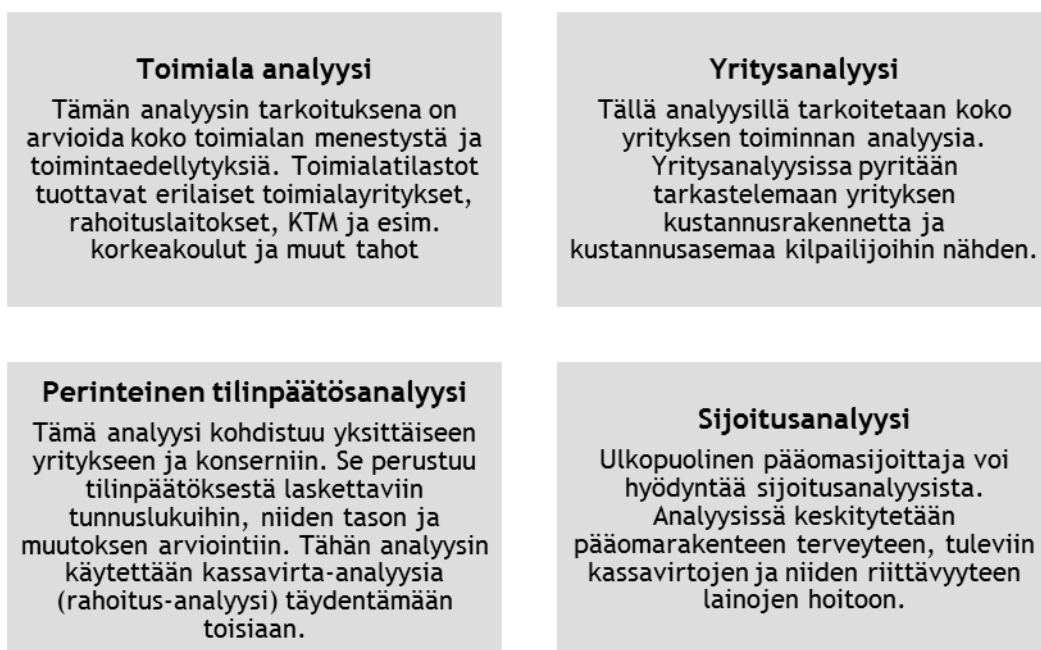 Toimiala analyysi
Tämän analyysin tarkoituksena on
arvioida koko toimialan menestystä ja
toimintaedellytyksiä. Toimialatilastot
tuottavat erilaiset toimialayritykset,
rahoituslaitokset, KTM ja esim.
korkeakoulut ja muut tahot
Yritysanalyysi
Tällä analyysillä tarkoitetaan koko
yrityksen toiminnan analyysia.
Yritysanalyysissa pyritään
tarkastelemaan yrityksen
kustannusrakennetta ja
kustannusasemaa kilpailijoihin nähden.
Perinteinen tilinpäätösanalyysi
Tämä analyysi kohdistuu yksittäiseen
yritykseen ja konserniin. Se perustuu
tilinpäätöksestä laskettaviin
tunnuslukuihin, niiden tason ja
muutoksen arviointiin. Tähän analyysin
käytettään kassavirta-analyysia
(rahoitus-analyysi) täydentämään
toisiaan.
Sijoitusanalyysi
Ulkopuolinen pääomasijoittaja voi
hyödyntää sijoitusanalyysista.
Analyysissä keskitytetään
pääomarakenteen terveyteen, tuleviin
kassavirtojen ja niiden riittävyyteen
lainojen hoitoon.